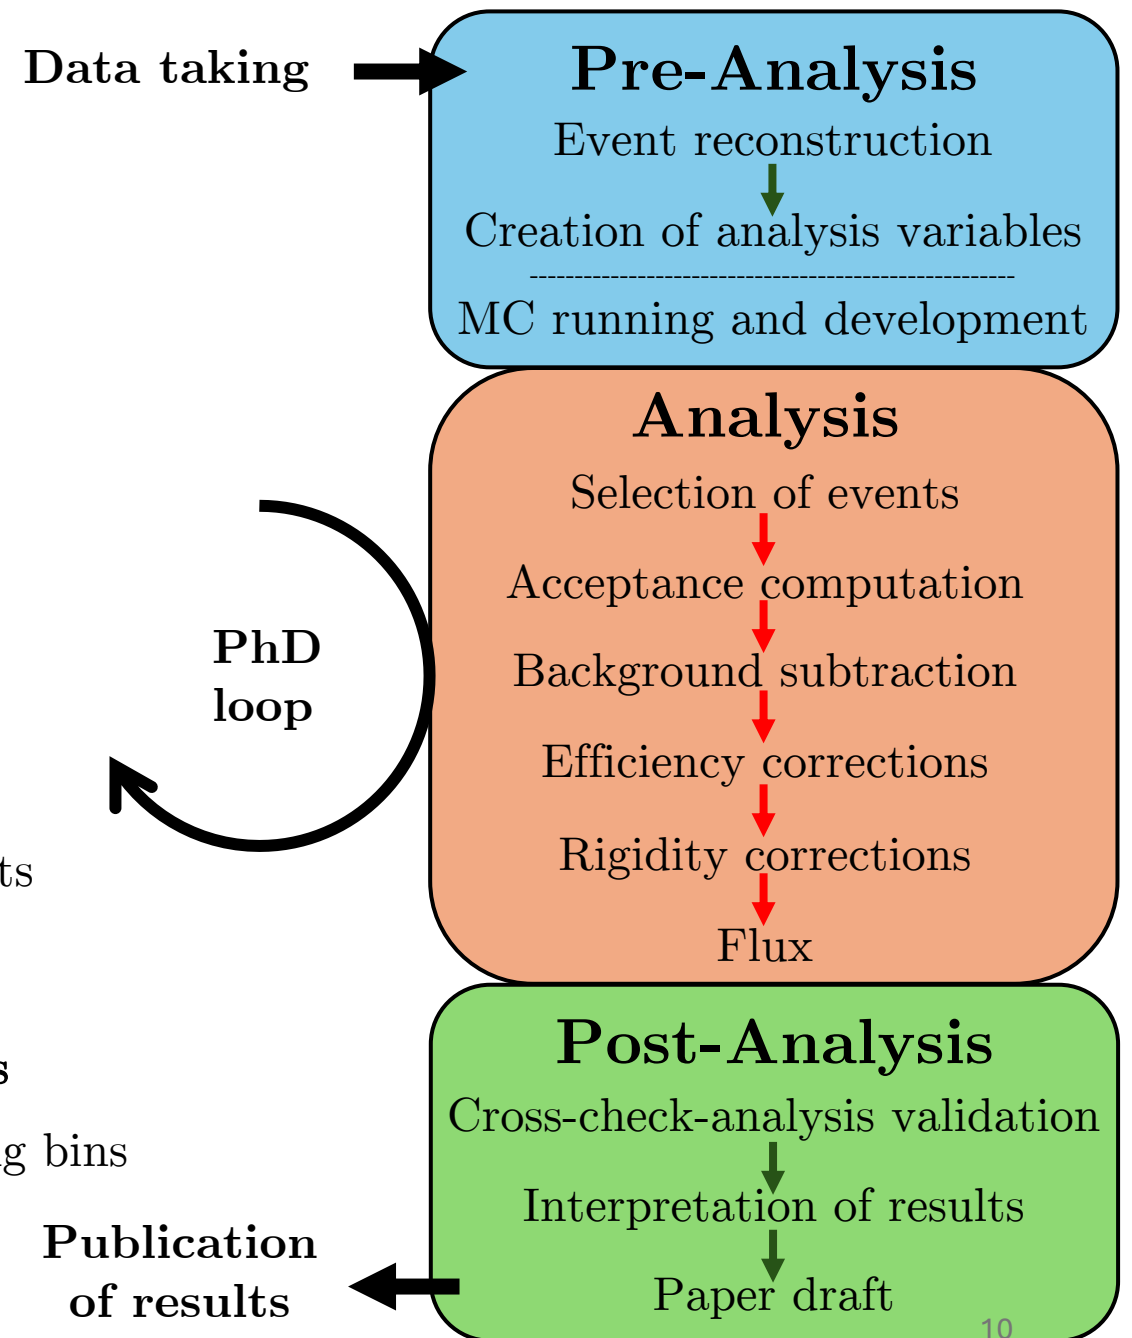 Data taking
Pre-Analysis
Event reconstruction
Creation of analysis variables
MC running and development
Analysis
Selection of events
Acceptance computation
Background subtraction
Efficiency corrections
Rigidity corrections
Flux
PhD
loop
Post-Analysis
Cross-check-analysis validation
bins
Interpretation of results
Paper draft
Publication
of results
10